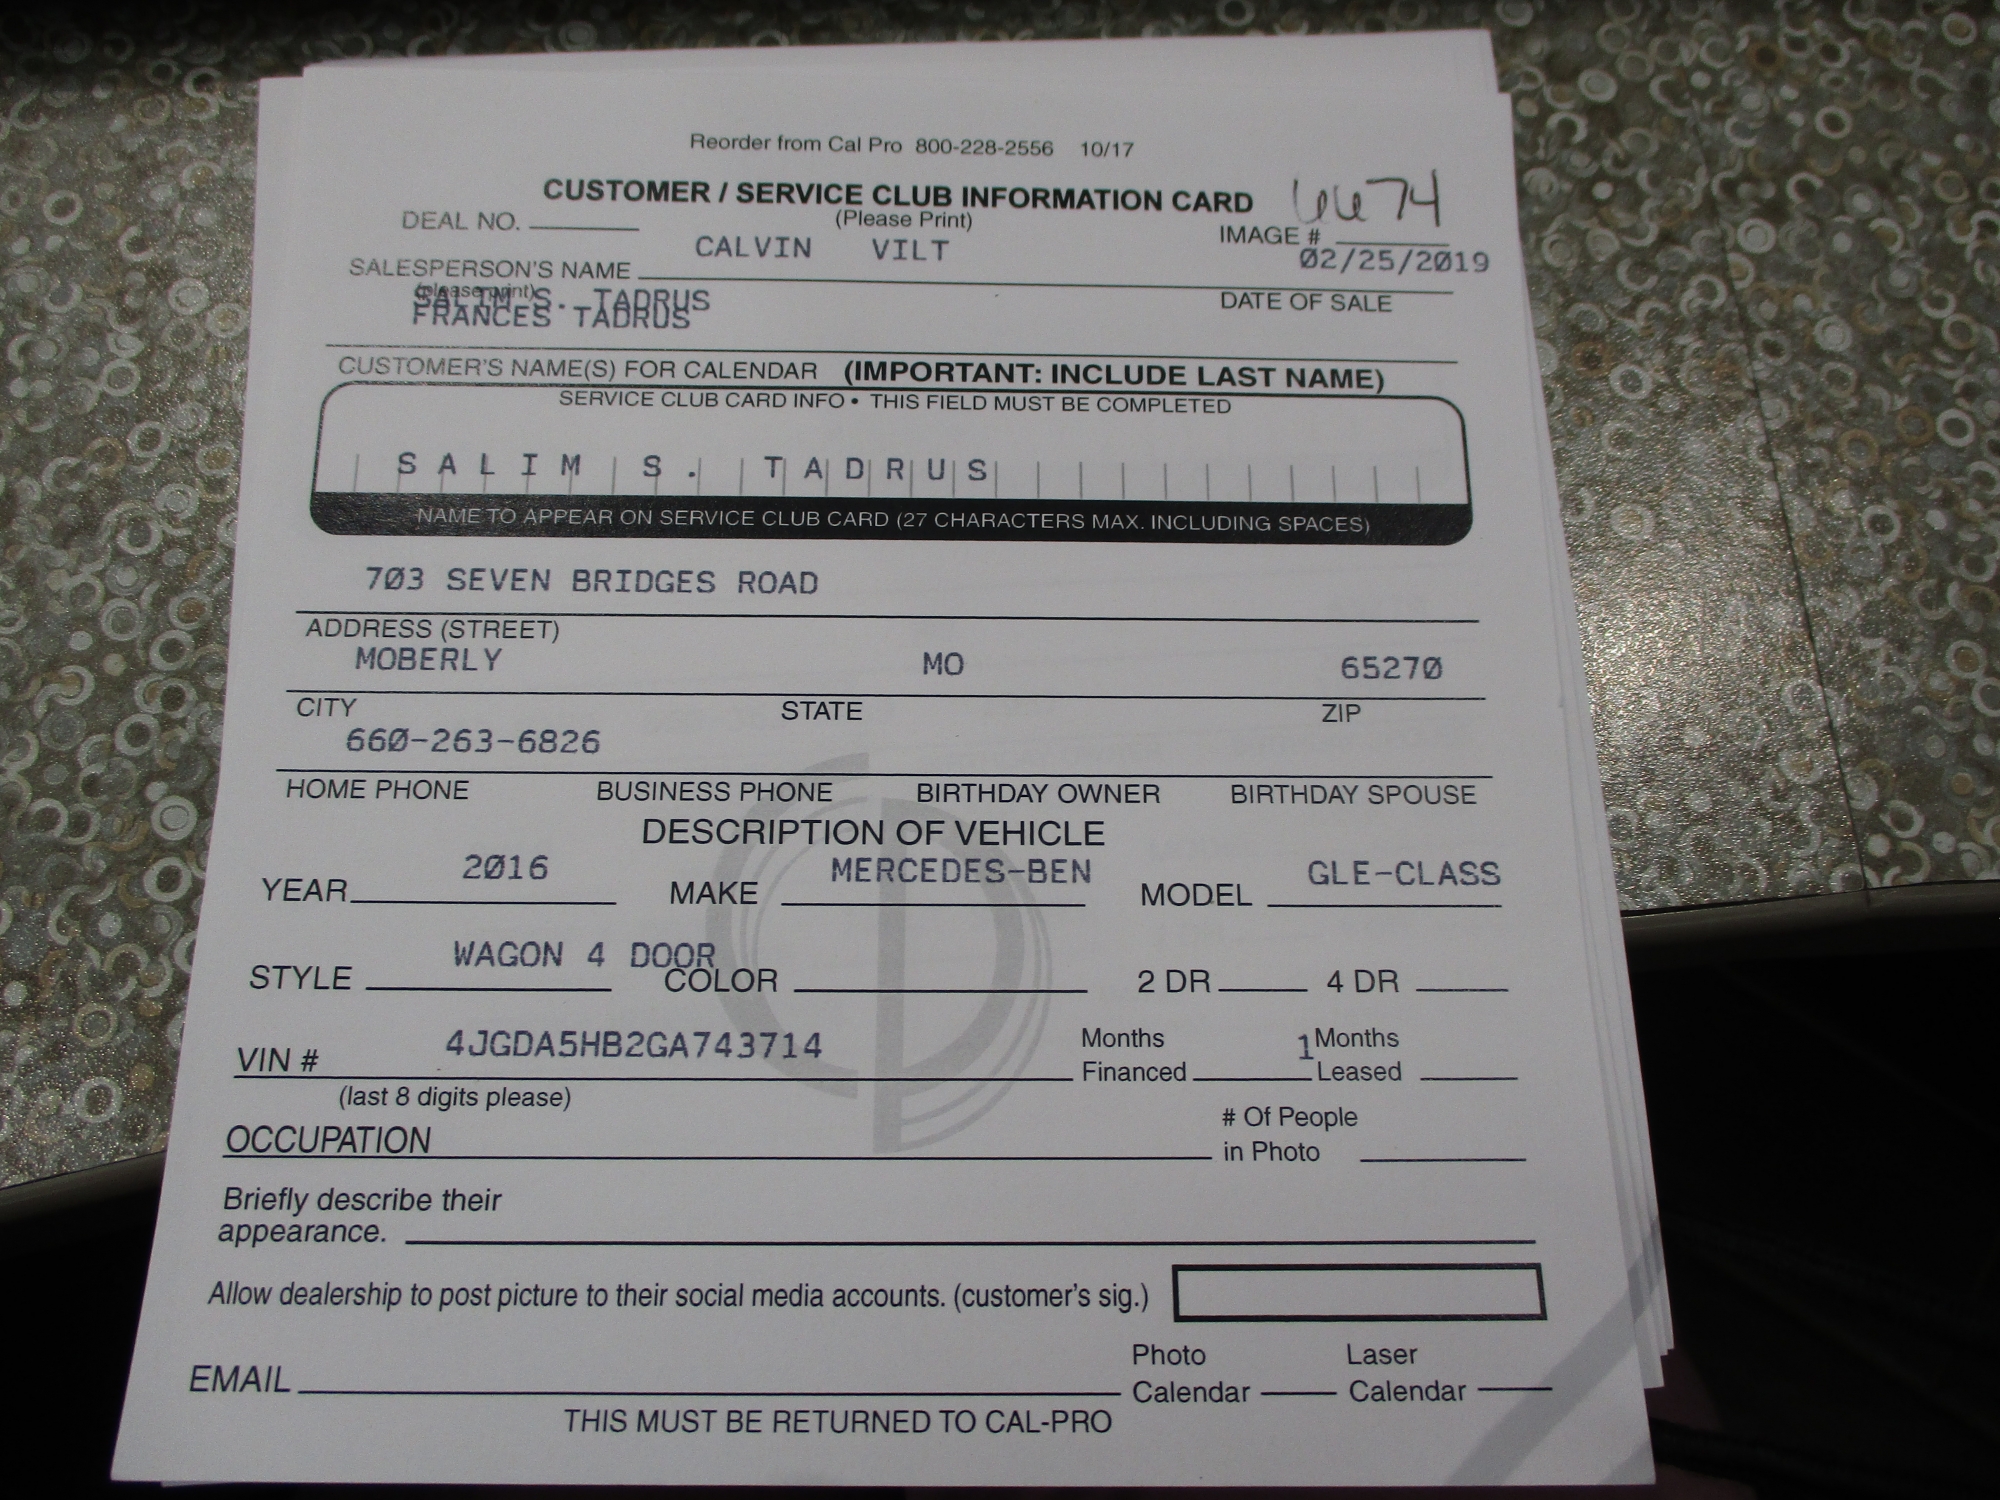 Reorder from Cal Pro 800-228-2556 10/17
CUSTOMER / SERVICE CLUB INFORMATION CARD 6674
DEAL NO. (Please Print) IMAGE #
CALVIN VILT 02/25/2019
SALESPERSON'S NAME
(please print) DATE OF SALE
SALIM S. TADRUS
FRANCES TADRUS
CUSTOMER'S NAME(S) FOR CALENDAR (IMPORTANT: INCLUDE LAST NAME)
SERVICE CLUB CARD INFO • THIS FIELD MUST BE COMPLETED
SALIM S. TADRUS
NAME TO APPEAR ON SERVICE CLUB CARD (27 CHARACTERS MAX. INCLUDING SPACES)
703 SEVEN BRIDGES ROAD
ADDRESS (STREET)
MOBERLY MO 65270
CITY STATE ZIP
660-263-6826
HOME PHONE BUSINESS PHONE BIRTHDAY OWNER BIRTHDAY SPOUSE
DESCRIPTION OF VEHICLE
YEAR 2016 MAKE MERCEDES-BEN MODEL GLE-CLASS
STYLE WAGON 4 DOOR COLOR 2 DR 4 DR
VIN # 4JGDA5HB2GA743714 Months Financed 1 Months Leased
(last 8 digits please)
OCCUPATION # Of People in Photo
Briefly describe their
appearance.
Allow dealership to post picture to their social media accounts. (customer's sig.)
EMAIL Photo Calendar Laser Calendar
THIS MUST BE RETURNED TO CAL-PRO